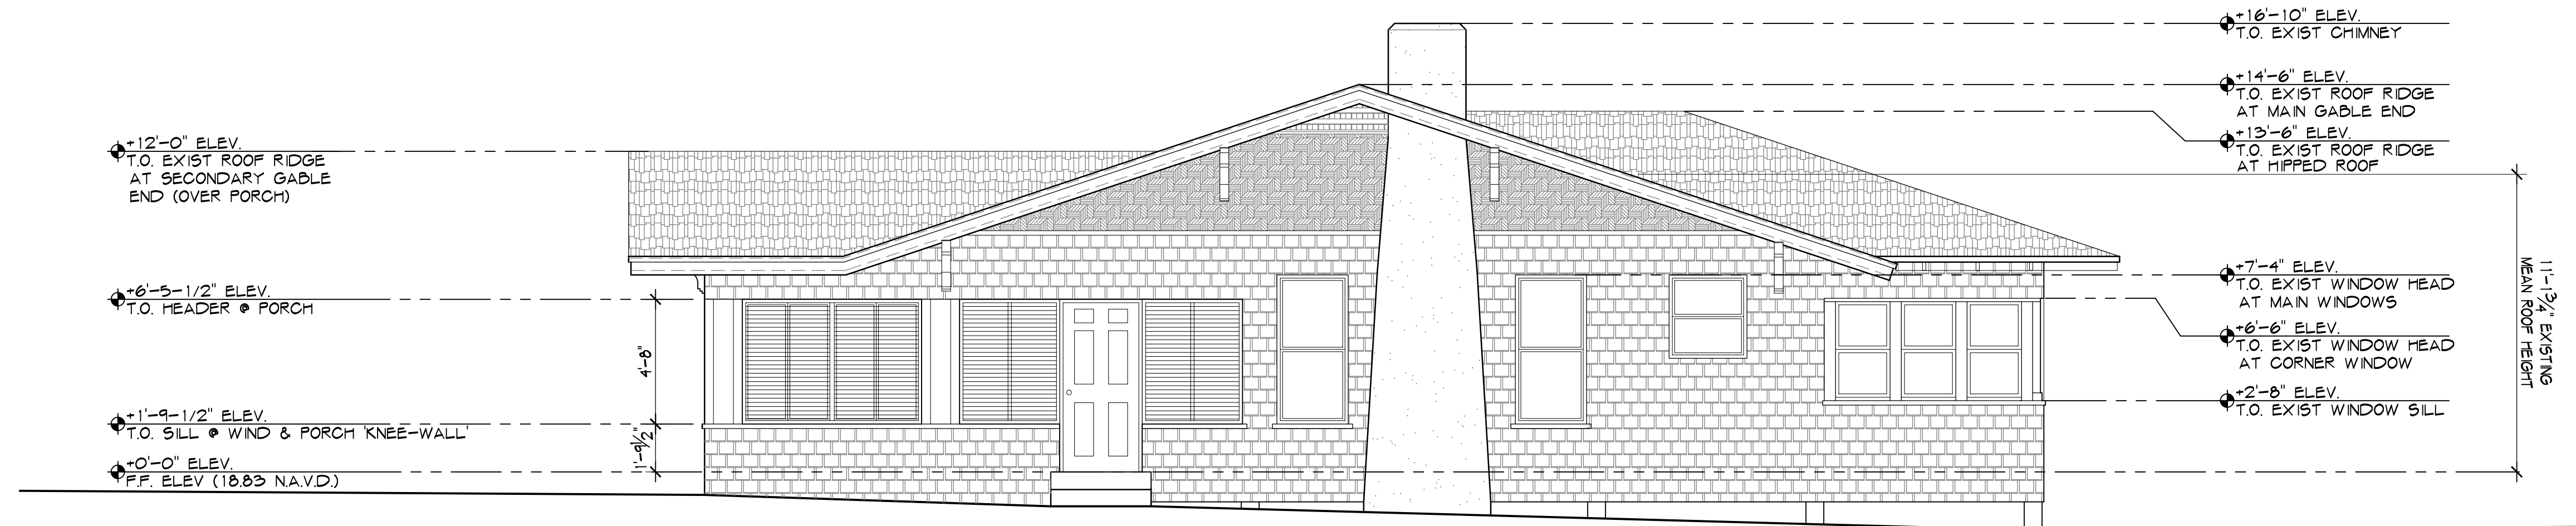 +12'-0" ELEV.
T.O. EXIST ROOF RIDGE
AT SECONDARY GABLE
END (OVER PORCH)
+6'-5-1/2" ELEV.
T.O. HEADER @ PORCH
+1'-9-1/2" ELEV.
T.O. SILL @ WIND & PORCH 'KNEE-WALL'
+0'-0" ELEV.
F.F. ELEV (18.83 N.A.V.D.)
4'-8"
1'-9 1/2"
+16'-10" ELEV.
T.O. EXIST CHIMNEY
+14'-6" ELEV.
T.O. EXIST ROOF RIDGE
AT MAIN GABLE END
+13'-6" ELEV.
T.O. EXIST ROOF RIDGE
AT HIPPED ROOF
+7'-4" ELEV.
T.O. EXIST WINDOW HEAD
AT MAIN WINDOWS
+6'-6" ELEV.
T.O. EXIST WINDOW HEAD
AT CORNER WINDOW
+2'-8" ELEV.
T.O. EXIST WINDOW SILL
11'-1 3/4" EXISTING
MEAN ROOF HEIGHT